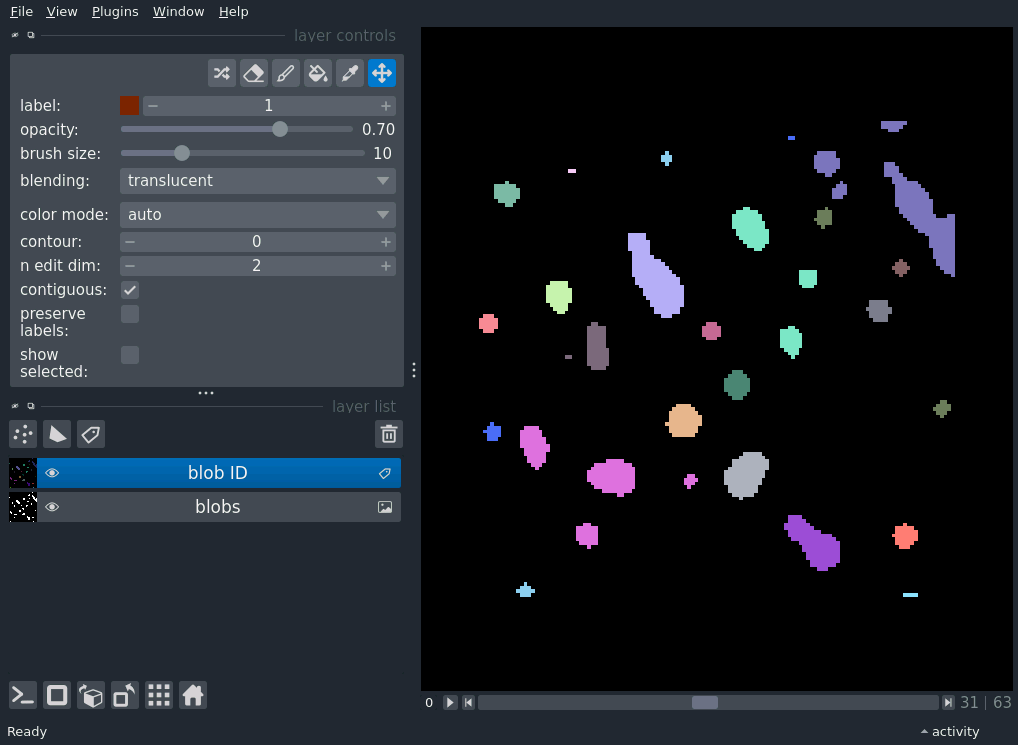 File View Plugins Window Help
layer controls
label: 1
opacity: 0.70
brush size: 10
blending: translucent
color mode: auto
contour: 0
n edit dim: 2
contiguous:
preserve
labels:
show
selected:
layer list
blob ID
blobs
0 31 | 63
Ready activity